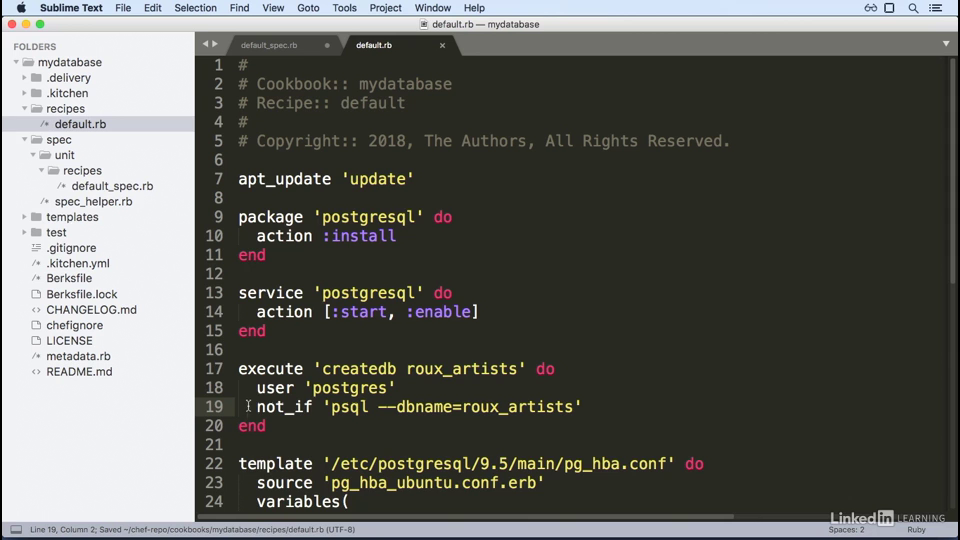 Sublime Text File Edit Selection Find View Goto Tools Project Window Help
default.rb — mydatabase
FOLDERS
mydatabase
.delivery
.kitchen
recipes
/* default.rb
spec
unit
recipes
/* default_spec.rb
/* spec_helper.rb
templates
test
.gitignore
/* .kitchen.yml
Berksfile
Berksfile.lock
CHANGELOG.md
chefignore
LICENSE
/* metadata.rb
README.md
default_spec.rb
default.rb
1 #
2 # Cookbook:: mydatabase
3 # Recipe:: default
4 #
5 # Copyright:: 2018, The Authors, All Rights Reserved.
6
7 apt_update 'update'
8
9 package 'postgresql' do
10 action :install
11 end
12
13 service 'postgresql' do
14 action [:start, :enable]
15 end
16
17 execute 'createdb roux_artists' do
18 user 'postgres'
19 not_if 'psql --dbname=roux_artists'
20 end
21
22 template '/etc/postgresql/9.5/main/pg_hba.conf' do
23 source 'pg_hba_ubuntu.conf.erb'
24 variables(
Line 19, Column 2; Saved ~/chef-repo/cookbooks/mydatabase/recipes/default.rb (UTF-8)
Spaces: 2
Ruby
LinkedIn LEARNING